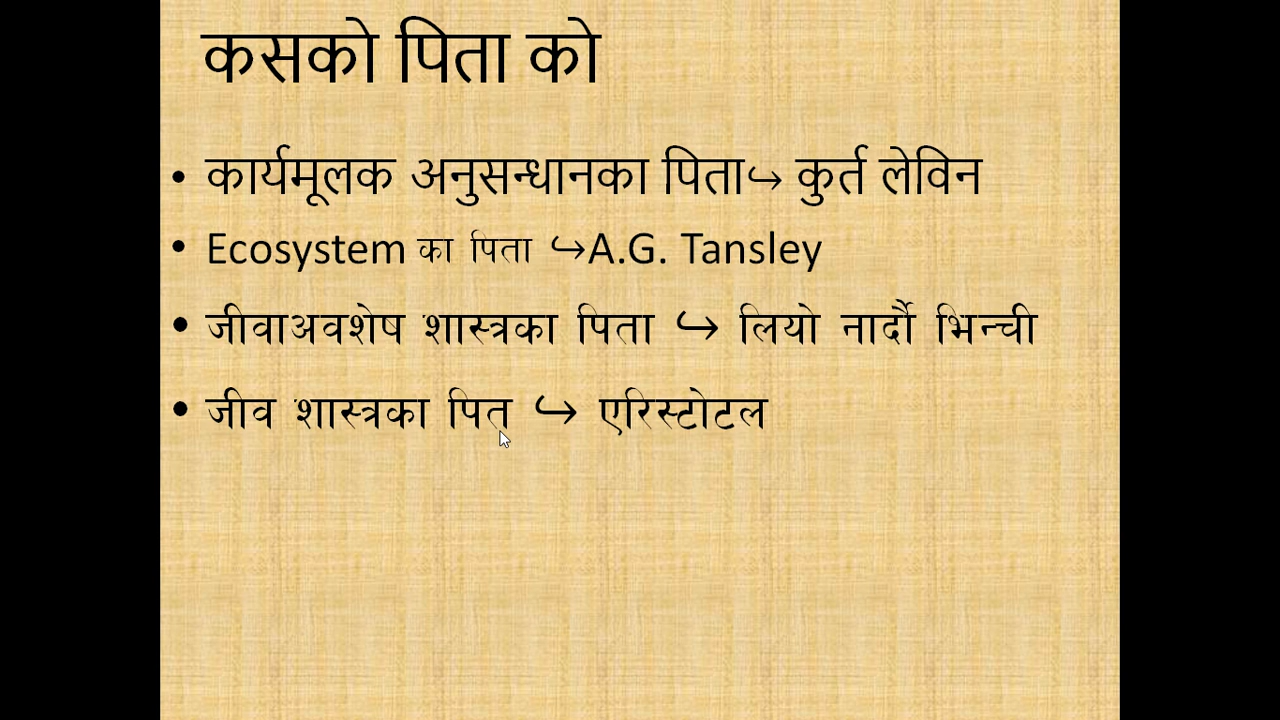 कसको पिता को
• कार्यमूलक अनुसन्धानका पिता↪ कुर्त लेविन
• Ecosystem का पिता ↪A.G. Tansley
• जीवाअवशेष शास्त्रका पिता ↪ लियो नार्दौ भिन्ची
• जीव शास्त्रका पित् ↪ एरिस्टोटल